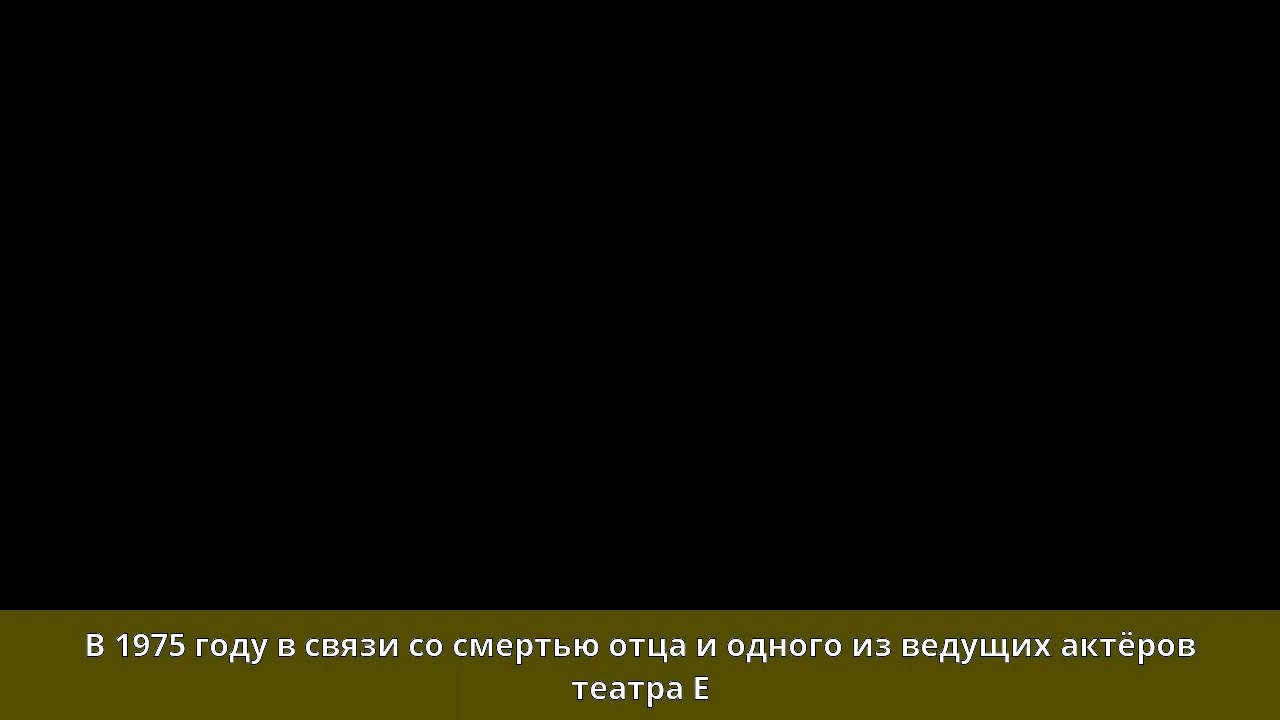 В 1975 году в связи со смертью отца и одного из ведущих актёров
театра Е